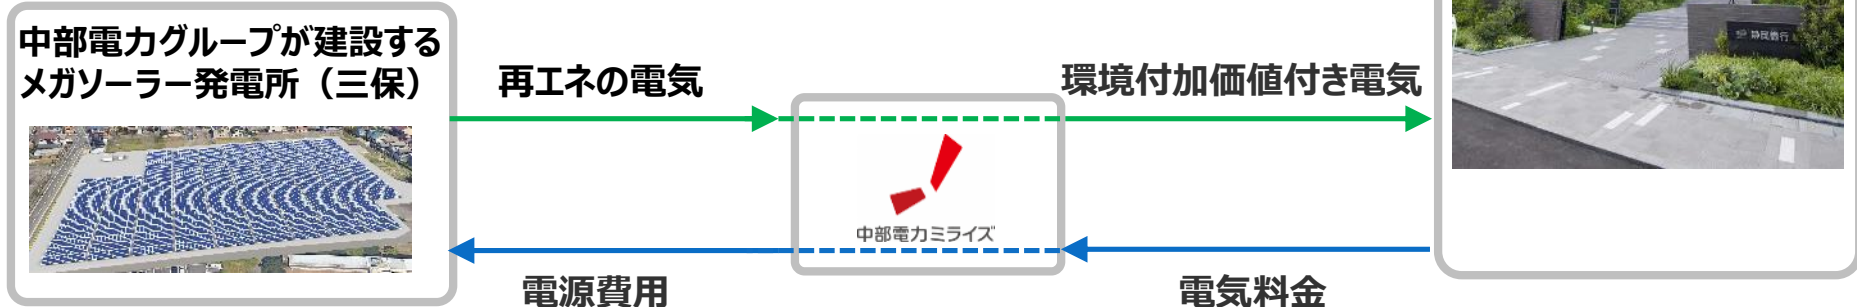 中部電力グループが建設する
メガソーラー発電所（三保）
再エネの電気
環境付加価値付き電気
静岡銀行
中部電力ミライズ
電源費用
電気料金